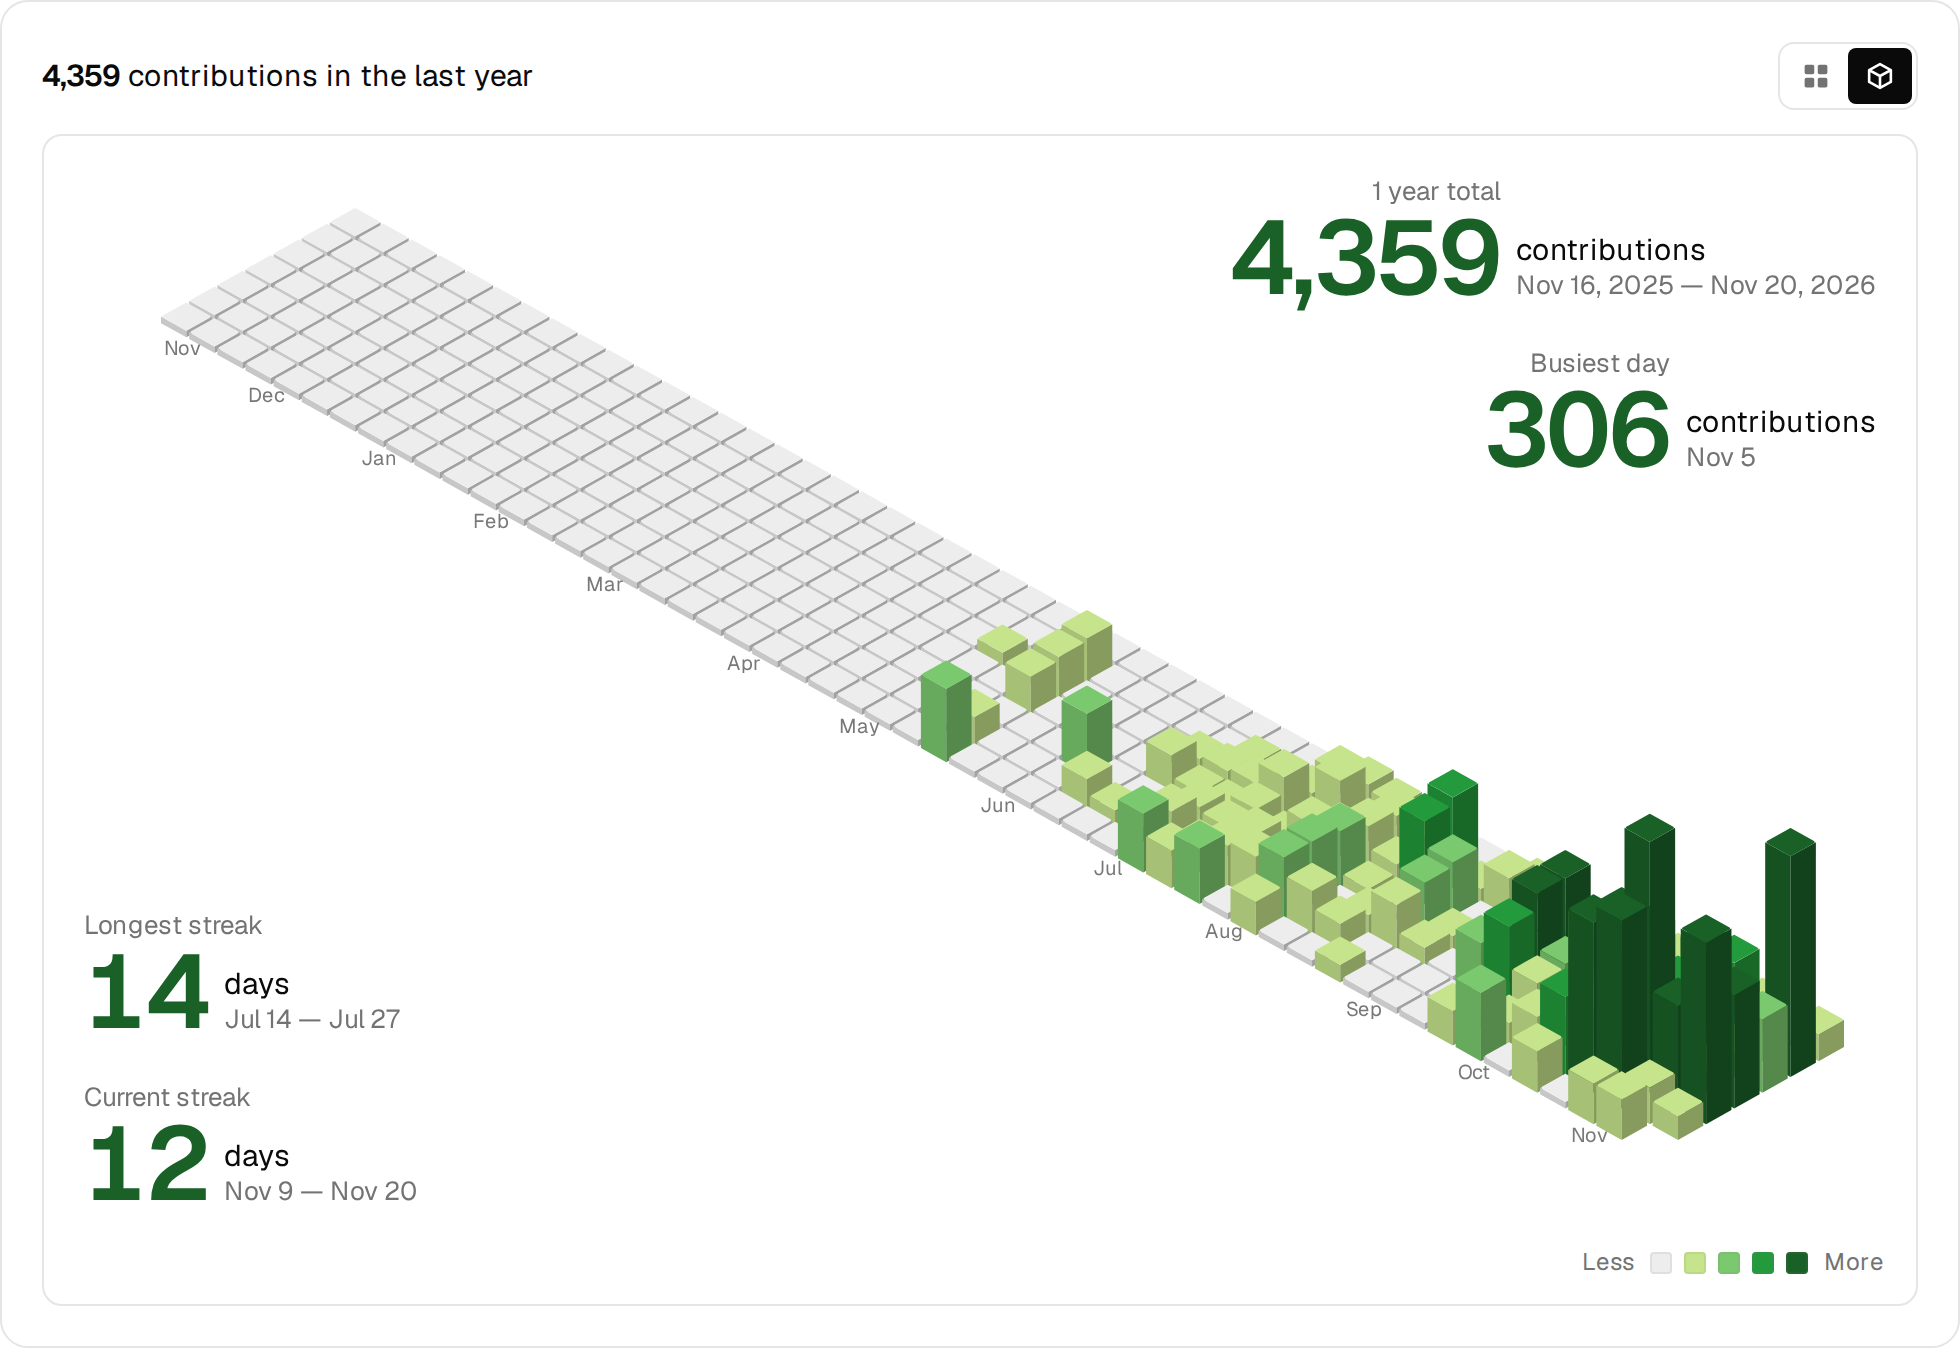 4,359 contributions in the last year
1 year total
4,359 contributions
Nov 16, 2025 — Nov 20, 2026
Busiest day
306 contributions
Nov 5
Nov
Dec
Jan
Feb
Mar
Apr
May
Jun
Jul
Aug
Sep
Oct
Nov
Longest streak
14 days
Jul 14 — Jul 27
Current streak
12 days
Nov 9 — Nov 20
Less More